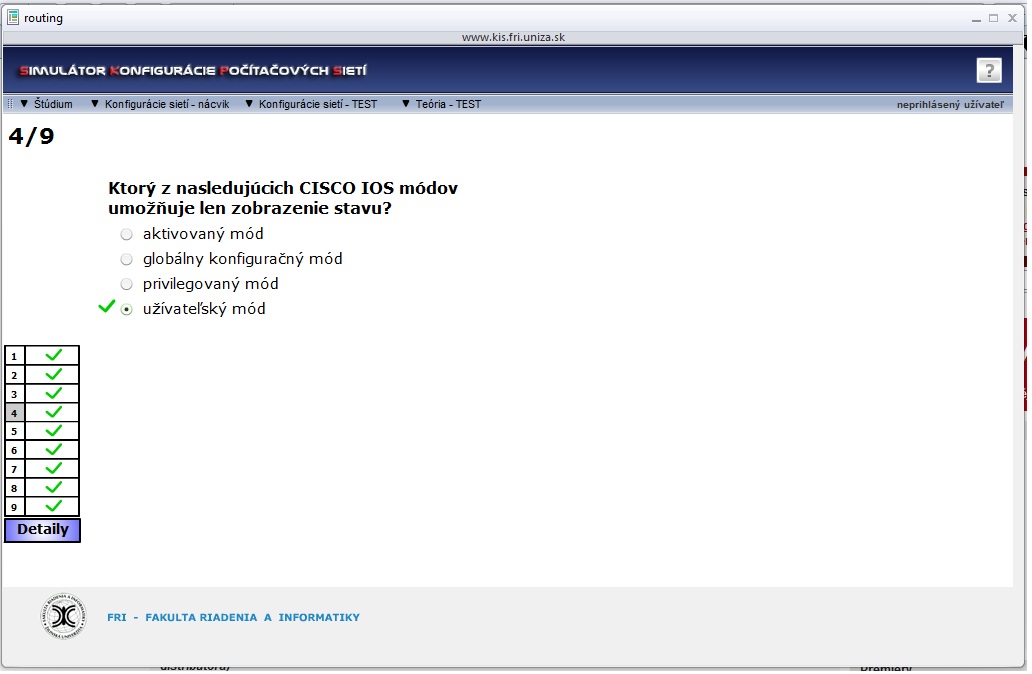 routing
www.kis.fri.uniza.sk
SIMULÁTOR KONFIGURÁCIE POČÍTAČOVÝCH SIETÍ
?
▼ Štúdium ▼ Konfigurácie sietí - nácvik ▼ Konfigurácie sietí - TEST ▼ Teória - TEST neprihlásený užívateľ
4/9
Ktorý z nasledujúcich CISCO IOS módov
umožňuje len zobrazenie stavu?
aktivovaný mód
globálny konfiguračný mód
privilegovaný mód
užívateľský mód
1
2
3
4
5
6
7
8
9
Detaily
FRI - FAKULTA RIADENIA A INFORMATIKY